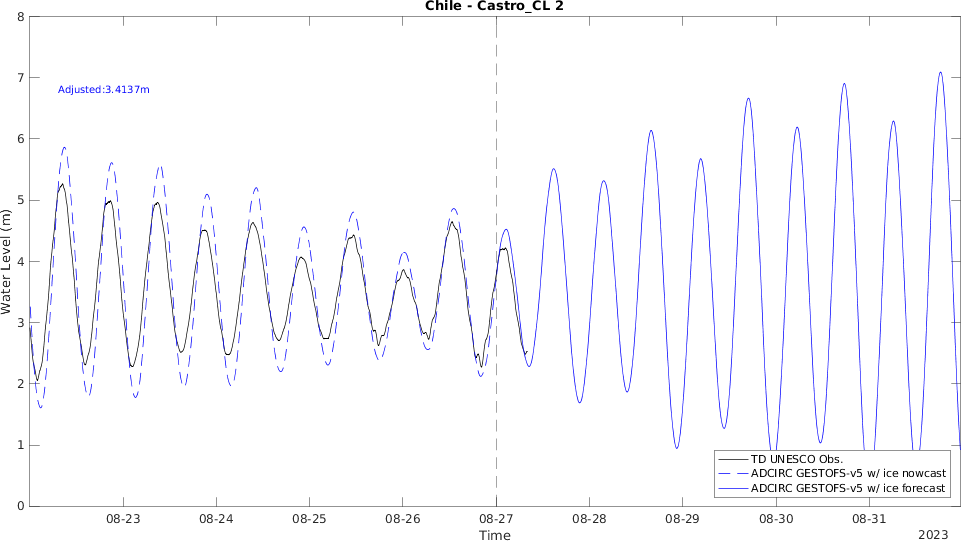 Chile - Castro_CL 2
8
7
Adjusted:3.4137m
6
5
4
3
2
1
0
Water Level (m)
TD UNESCO Obs.
ADCIRC GESTOFS-v5 w/ ice nowcast
ADCIRC GESTOFS-v5 w/ ice forecast
08-23 08-24 08-25 08-26 08-27 08-28 08-29 08-30 08-31
Time
2023